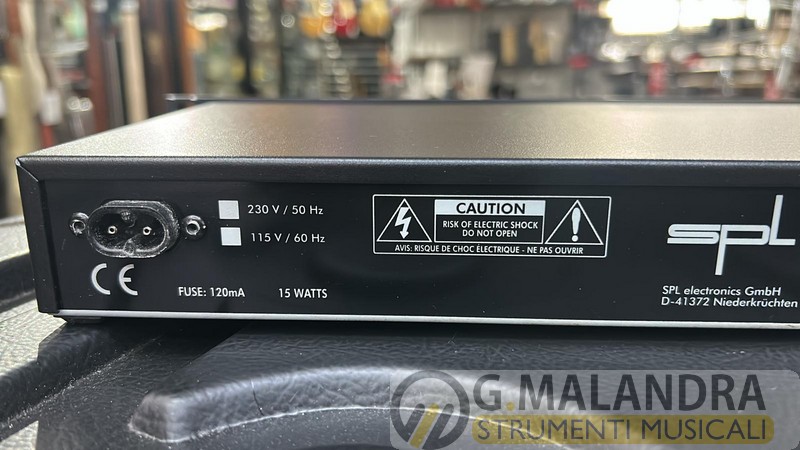 230 V / 50 Hz
115 V / 60 Hz
CE
FUSE: 120mA
15 WATTS
CAUTION
RISK OF ELECTRIC SHOCK
DO NOT OPEN
AVIS: RISQUE DE CHOC ÉLECTRIQUE - NE PAS OUVRIR
SPL
SPL electronics GmbH
D-41372 Niederkrüchten
G.MALANDRA
STRUMENTI MUSICALI